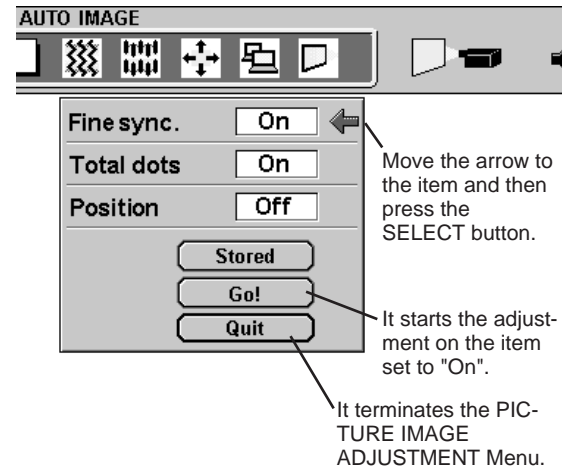 AUTO IMAGE
Fine sync. On
Total dots On
Position Off
Stored
Go!
Quit
Move the arrow to
the item and then
press the
SELECT button.
It starts the adjust-
ment on the item
set to "On".
It terminates the PIC-
TURE IMAGE
ADJUSTMENT Menu.